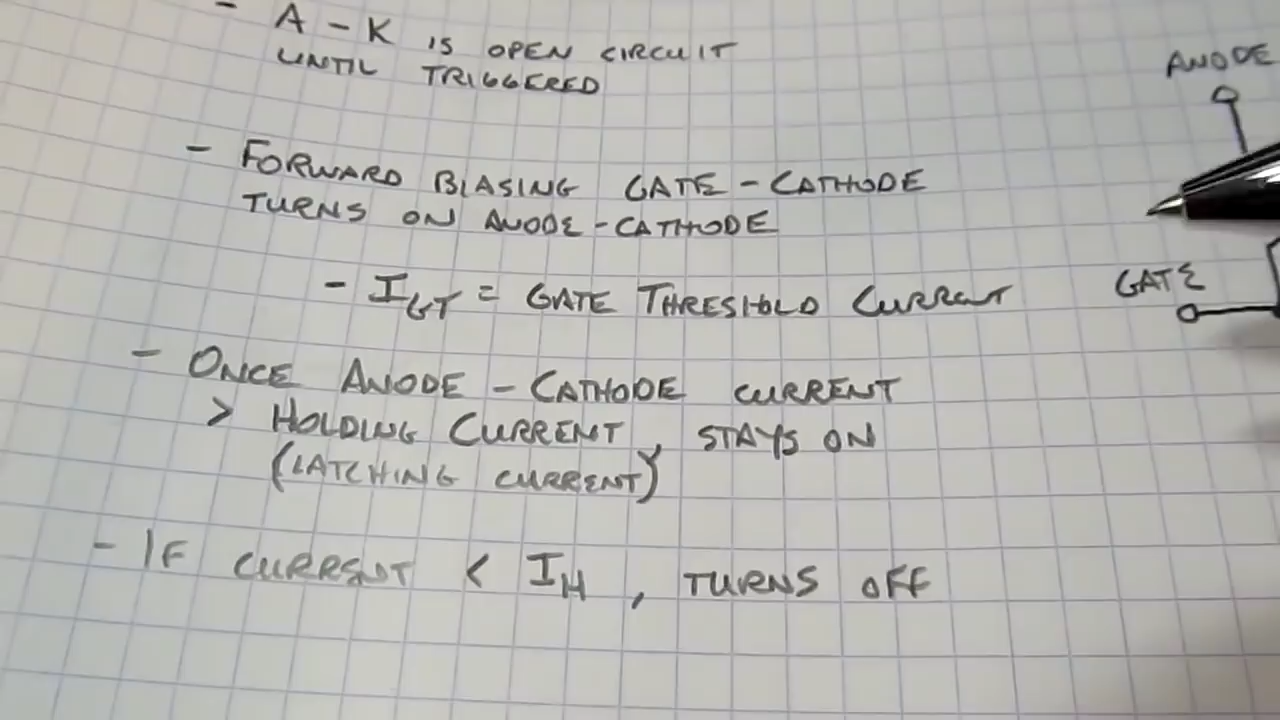 - A - K IS OPEN CIRCUIT
UNTIL TRIGGERED
- FORWARD BIASING GATE - CATHODE
TURNS ON ANODE - CATHODE
- IGT = GATE THRESHOLD CURRENT
- ONCE ANODE - CATHODE CURRENT
> HOLDING CURRENT, STAYS ON
(LATCHING CURRENT)
- IF CURRENT < IH, TURNS OFF
ANODE
GATE